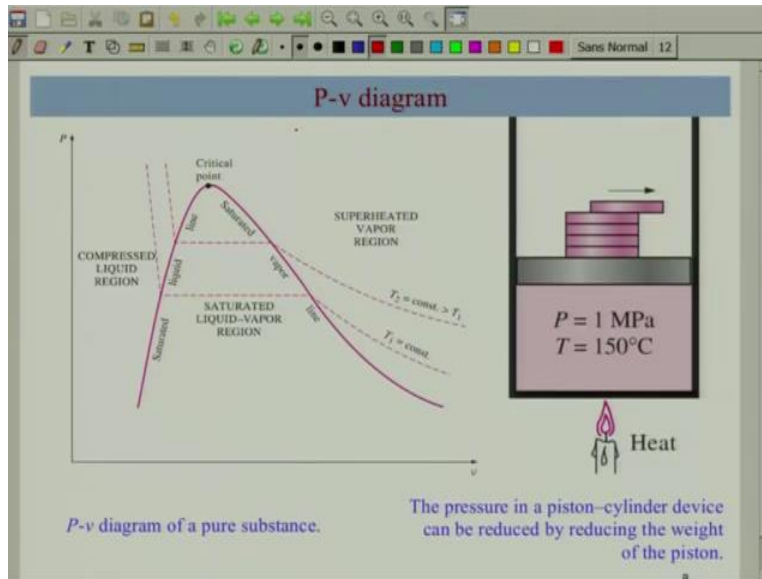 Sans Normal 12
P-v diagram
P
Critical
point
COMPRESSED
LIQUID
REGION
Saturated
liquid
line
Saturated
vapor
line
SUPERHEATED
VAPOR
REGION
SATURATED
LIQUID–VAPOR
REGION
T₂ = const. > T₁
T₁ = const.
v
P = 1 MPa
T = 150°C
Heat
P-v diagram of a pure substance.
The pressure in a piston–cylinder device
can be reduced by reducing the weight
of the piston.